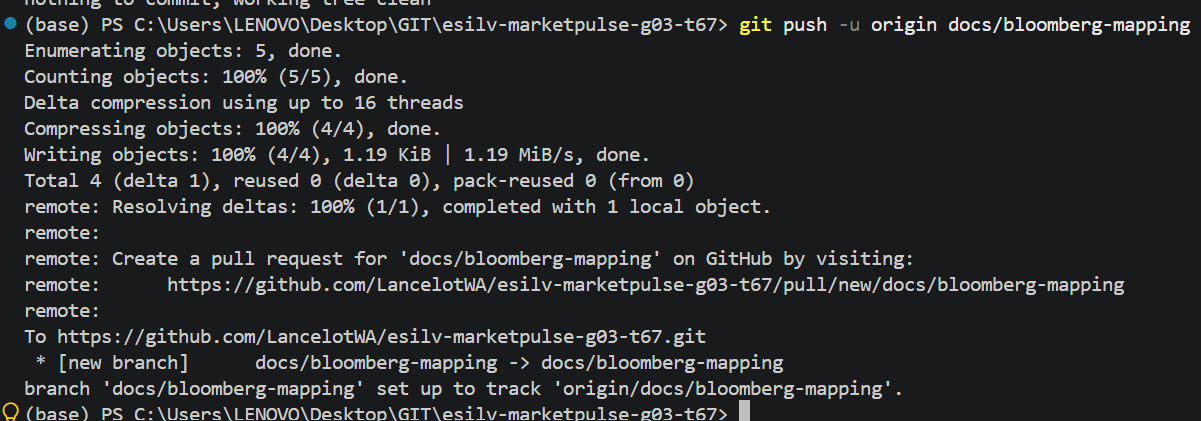 nothing to commit, working tree clean
(base) PS C:\Users\LENOVO\Desktop\GIT\esilv-marketpulse-g03-t67> git push -u origin docs/bloomberg-mapping
Enumerating objects: 5, done.
Counting objects: 100% (5/5), done.
Delta compression using up to 16 threads
Compressing objects: 100% (4/4), done.
Writing objects: 100% (4/4), 1.19 KiB | 1.19 MiB/s, done.
Total 4 (delta 1), reused 0 (delta 0), pack-reused 0 (from 0)
remote: Resolving deltas: 100% (1/1), completed with 1 local object.
remote:
remote: Create a pull request for 'docs/bloomberg-mapping' on GitHub by visiting:
remote:      https://github.com/LancelotWA/esilv-marketpulse-g03-t67/pull/new/docs/bloomberg-mapping
remote:
To https://github.com/LancelotWA/esilv-marketpulse-g03-t67.git
 * [new branch]      docs/bloomberg-mapping -> docs/bloomberg-mapping
branch 'docs/bloomberg-mapping' set up to track 'origin/docs/bloomberg-mapping'.
(base) PS C:\Users\LENOVO\Desktop\GIT\esilv-marketpulse-g03-t67>